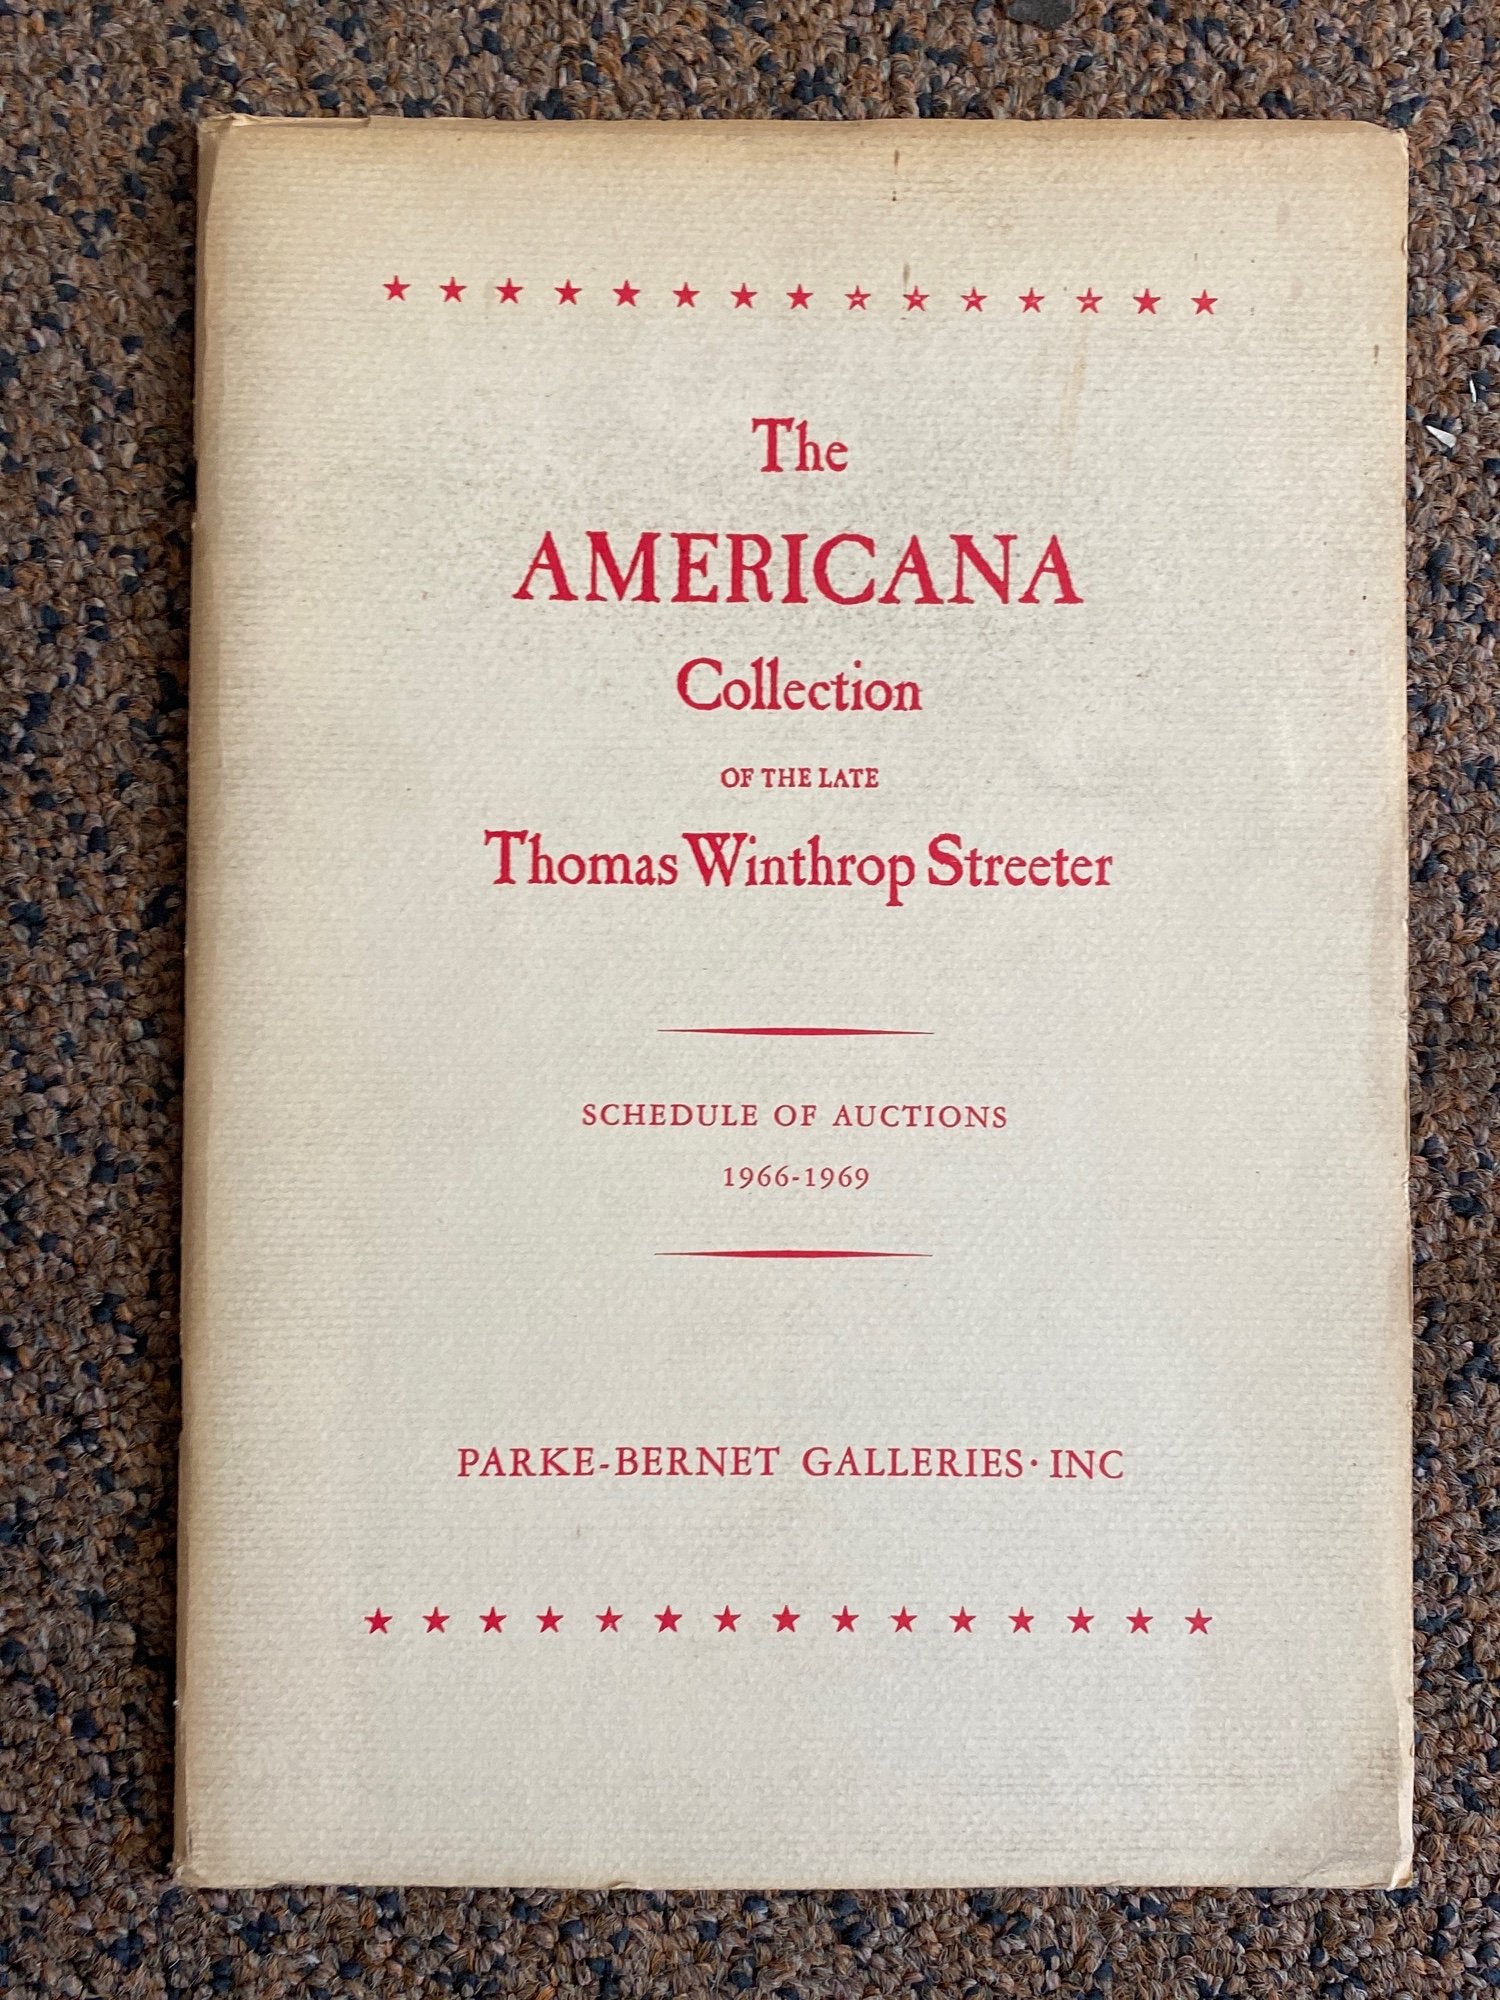 The
AMERICANA
Collection
OF THE LATE
Thomas Winthrop Streeter
SCHEDULE OF AUCTIONS
1966-1969
PARKE-BERNET GALLERIES · INC